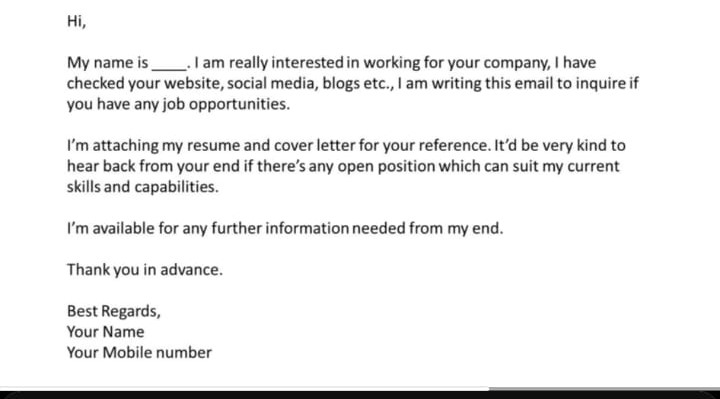 Hi,
My name is ____. I am really interested in working for your company, I have
checked your website, social media, blogs etc., I am writing this email to inquire if
you have any job opportunities.
I'm attaching my resume and cover letter for your reference. It'd be very kind to
hear back from your end if there's any open position which can suit my current
skills and capabilities.
I'm available for any further information needed from my end.
Thank you in advance.
Best Regards,
Your Name
Your Mobile number